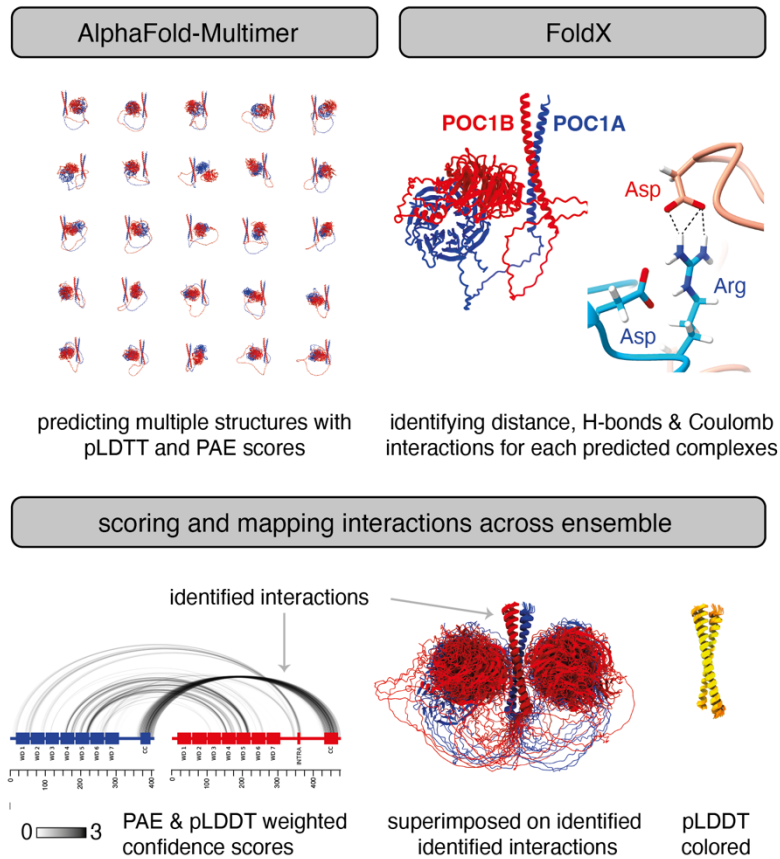 AlphaFold-Multimer
FoldX
POC1B
POC1A
Asp
Arg
Asp
predicting multiple structures with
pLDTT and PAE scores
identifying distance, H-bonds & Coulomb
interactions for each predicted complexes
scoring and mapping interactions across ensemble
identified interactions
WD 1
WD 2
WD 3
WD 4
WD 5
WD 6
WD 7
CC
WD 1
WD 2
WD 3
WD 4
WD 5
WD 6
WD 7
INTRA
CC
0
100
200
300
400
0
100
200
300
400
0
3
PAE & pLDDT weighted
confidence scores
superimposed on identified
identified interactions
pLDDT
colored